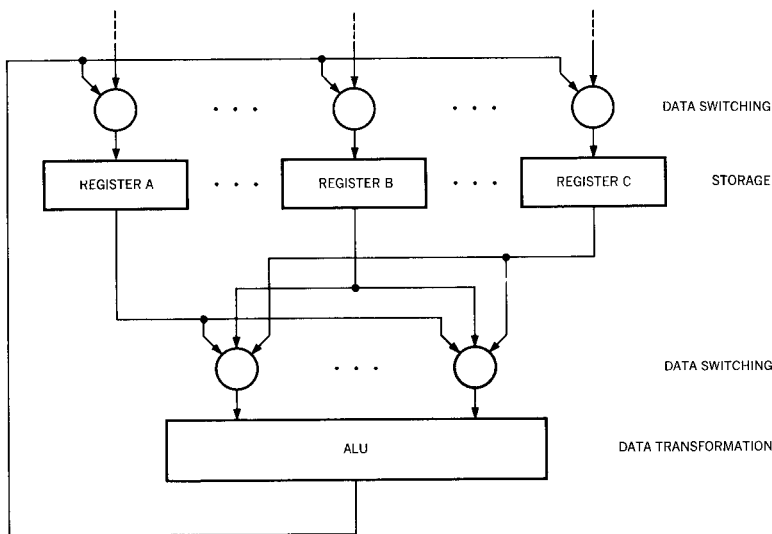 DATA SWITCHING
REGISTER A
REGISTER B
REGISTER C
STORAGE
DATA SWITCHING
ALU
DATA TRANSFORMATION